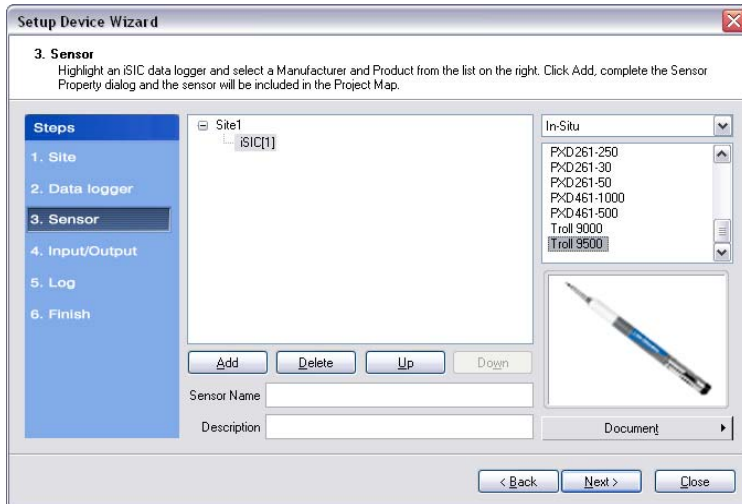 Setup Device Wizard
3. Sensor
Highlight an iSIC data logger and select a Manufacturer and Product from the list on the right. Click Add, complete the Sensor
Property dialog and the sensor will be included in the Project Map.
Steps
1. Site
2. Data logger
3. Sensor
4. Input/Output
5. Log
6. Finish
Site1
iSIC[1]
Add
Delete
Up
Down
Sensor Name
Description
In-Situ
PXD261-250
PXD261-30
PXD261-50
PXD461-1000
PXD461-500
Troll 9000
Troll 9500
Document
< Back
Next >
Close